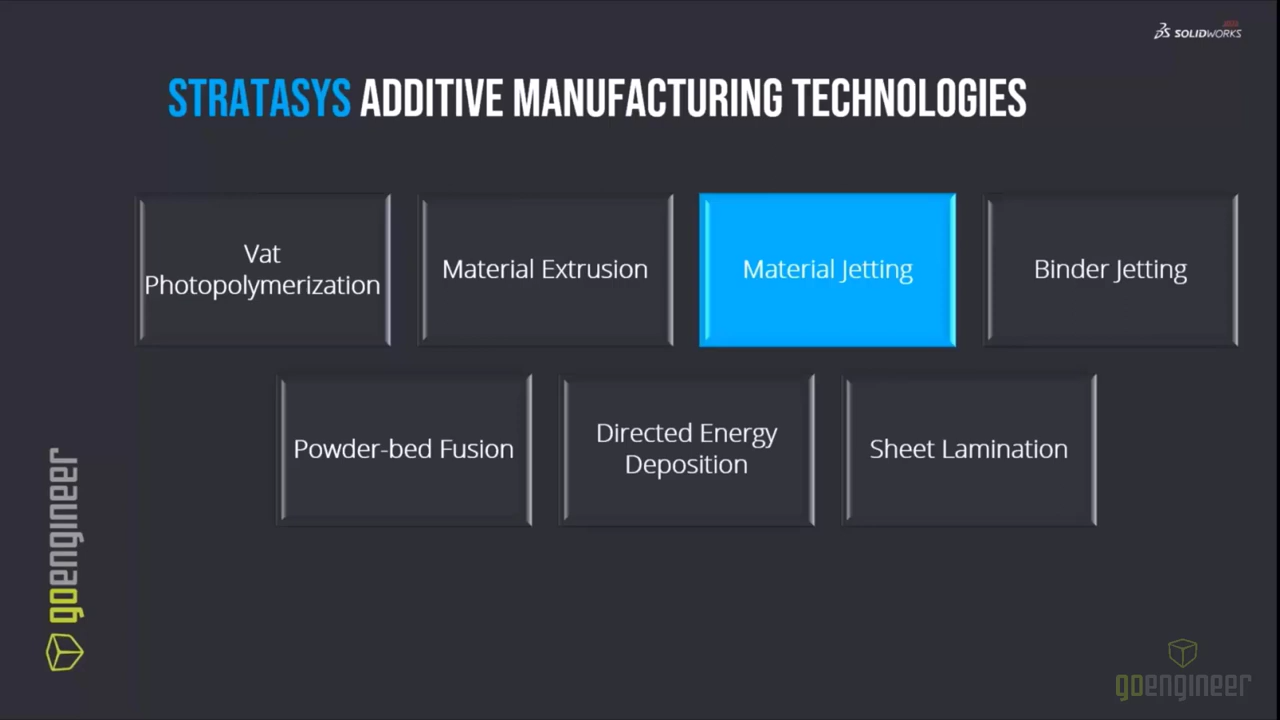 SOLIDWORKS
STRATASYS ADDITIVE MANUFACTURING TECHNOLOGIES
Vat
Photopolymerization
Material Extrusion
Material Jetting
Binder Jetting
Powder-bed Fusion
Directed Energy
Deposition
Sheet Lamination
goengineer
goengineer